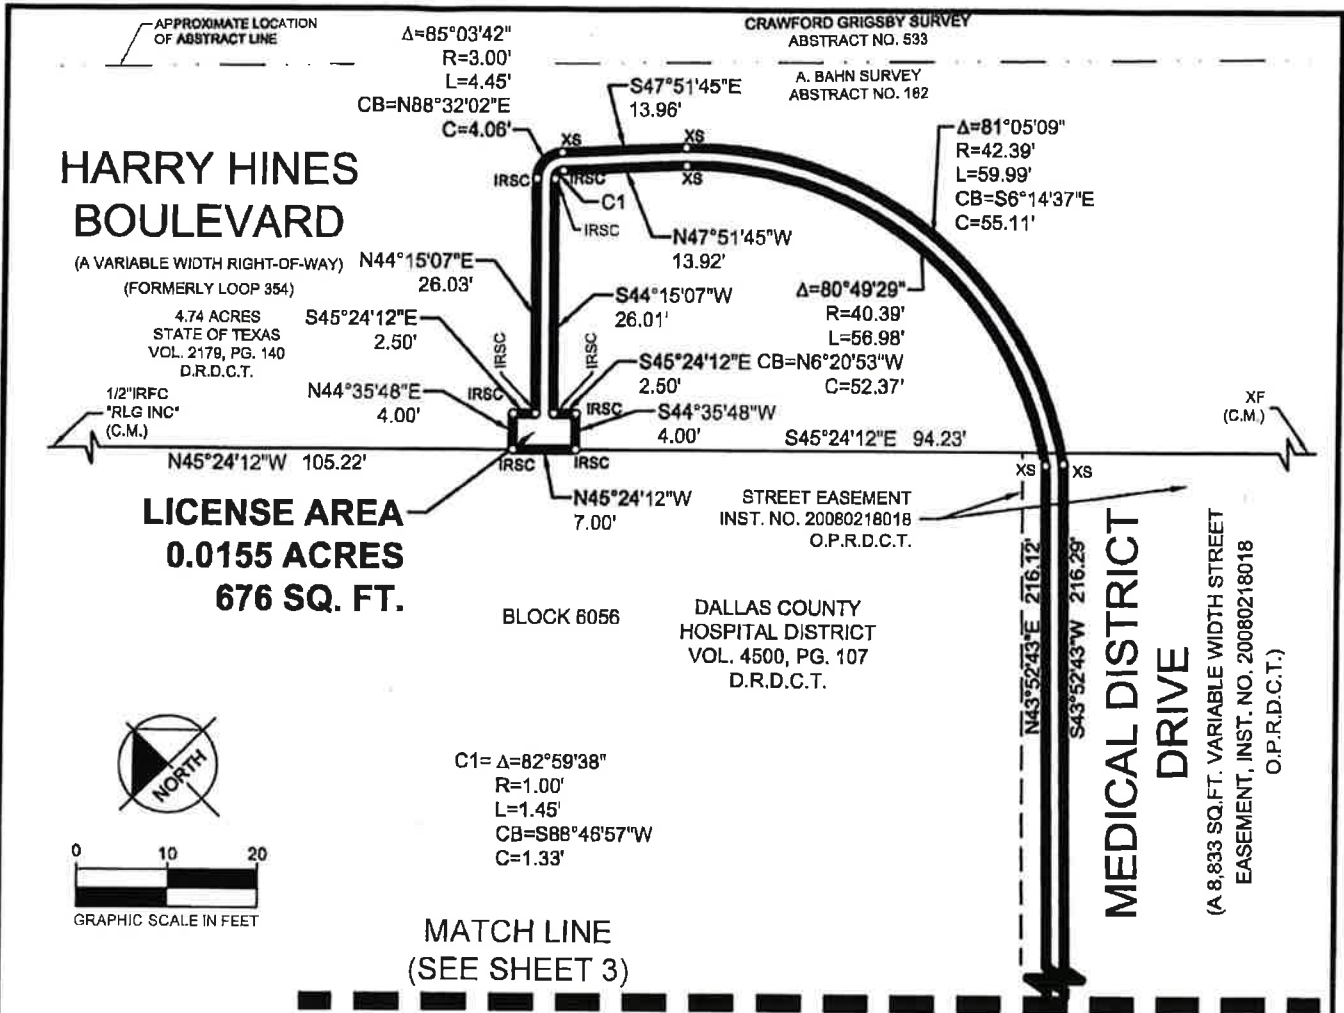 APPROXIMATE LOCATION
OF ABSTRACT LINE
CRAWFORD GRIGSBY SURVEY
ABSTRACT NO. 533
A. BAHN SURVEY
ABSTRACT NO. 162
Δ=85°03'42"
R=3.00'
L=4.45'
CB=N88°32'02"E
C=4.06'
S47°51'45"E
13.96'
XS
XS
XS
Δ=81°05'09"
R=42.39'
L=59.99'
CB=S6°14'37"E
C=55.11'
HARRY HINES
BOULEVARD
(A VARIABLE WIDTH RIGHT-OF-WAY)
(FORMERLY LOOP 354)
4.74 ACRES
STATE OF TEXAS
VOL. 2179, PG. 140
D.R.D.C.T.
IRSC
IRSC
C1
IRSC
N47°51'45"W
13.92'
N44°15'07"E
26.03'
S44°15'07"W
26.01'
Δ=80°49'29"
R=40.39'
L=56.98'
CB=N6°20'53"W
C=52.37'
S45°24'12"E
2.50'
IRSC
IRSC
S45°24'12"E
2.50'
N44°35'48"E
4.00'
IRSC
IRSC
S44°35'48"W
4.00'
1/2"IRFC
"RLG INC"
(C.M.)
XF
(C.M.)
N45°24'12"W 105.22'
IRSC
IRSC
S45°24'12"E 94.23'
XS
XS
N45°24'12"W
7.00'
LICENSE AREA
0.0155 ACRES
676 SQ. FT.
STREET EASEMENT
INST. NO. 20080218018
O.P.R.D.C.T.
BLOCK 6056
DALLAS COUNTY
HOSPITAL DISTRICT
VOL. 4500, PG. 107
D.R.D.C.T.
N43°52'43"E 216.12'
S43°52'43"W 216.29'
MEDICAL DISTRICT
DRIVE
(A 8,833 SQ.FT. VARIABLE WIDTH STREET
EASEMENT, INST. NO. 20080218018
O.P.R.D.C.T.)
NORTH
C1= Δ=82°59'38"
R=1.00'
L=1.45'
CB=S88°46'57"W
C=1.33'
0 10 20
GRAPHIC SCALE IN FEET
MATCH LINE
(SEE SHEET 3)